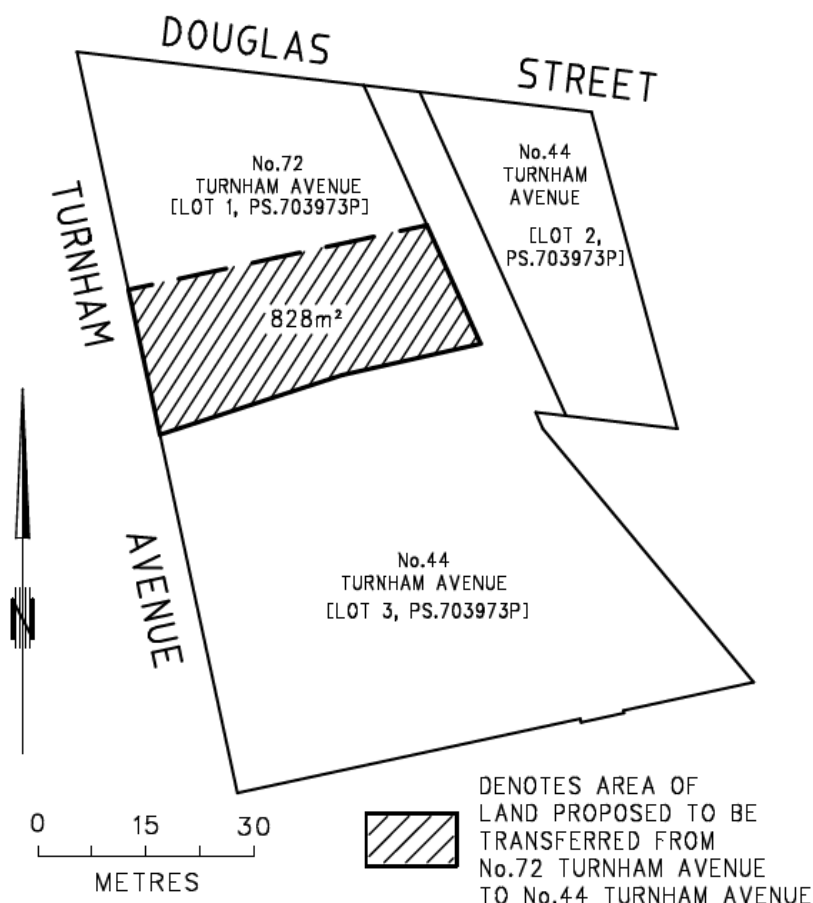 DOUGLAS STREET
No.72
TURNHAM AVENUE
[LOT 1, PS.703973P]
No.44
TURNHAM
AVENUE
[LOT 2,
PS.703973P]
TURNHAM AVENUE
828m²
No.44
TURNHAM AVENUE
[LOT 3, PS.703973P]
N
0 15 30
METRES
DENOTES AREA OF
LAND PROPOSED TO BE
TRANSFERRED FROM
No.72 TURNHAM AVENUE
TO No.44 TURNHAM AVENUE